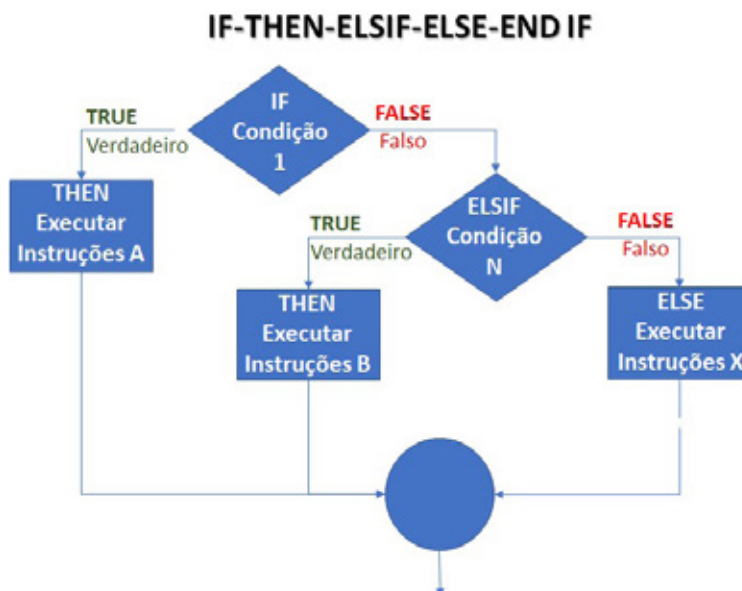 IF-THEN-ELSIF-ELSE-END IF
IF
Condição
1
TRUE
Verdadeiro
FALSE
Falso
THEN
Executar
Instruções A
ELSIF
Condição
N
TRUE
Verdadeiro
FALSE
Falso
THEN
Executar
Instruções B
ELSE
Executar
Instruções X